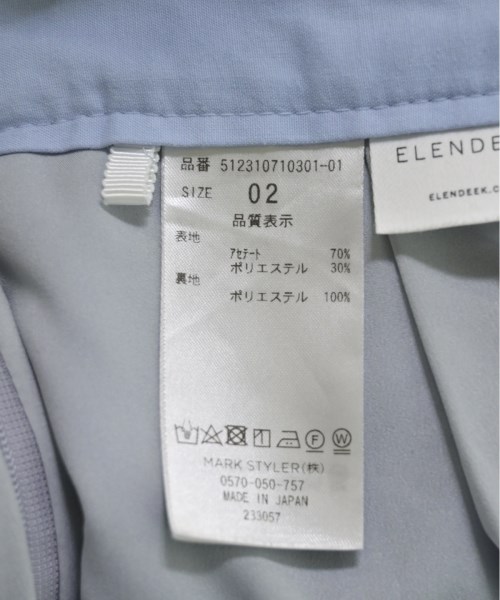 品番 512310710301-01
SIZE 02
品質表示
表地
アセテート 70%
ポリエステル 30%
裏地
ポリエステル 100%
F W
MARK STYLER(株)
0570-050-757
MADE IN JAPAN
233057
ELENDE
ELENDEEK.C